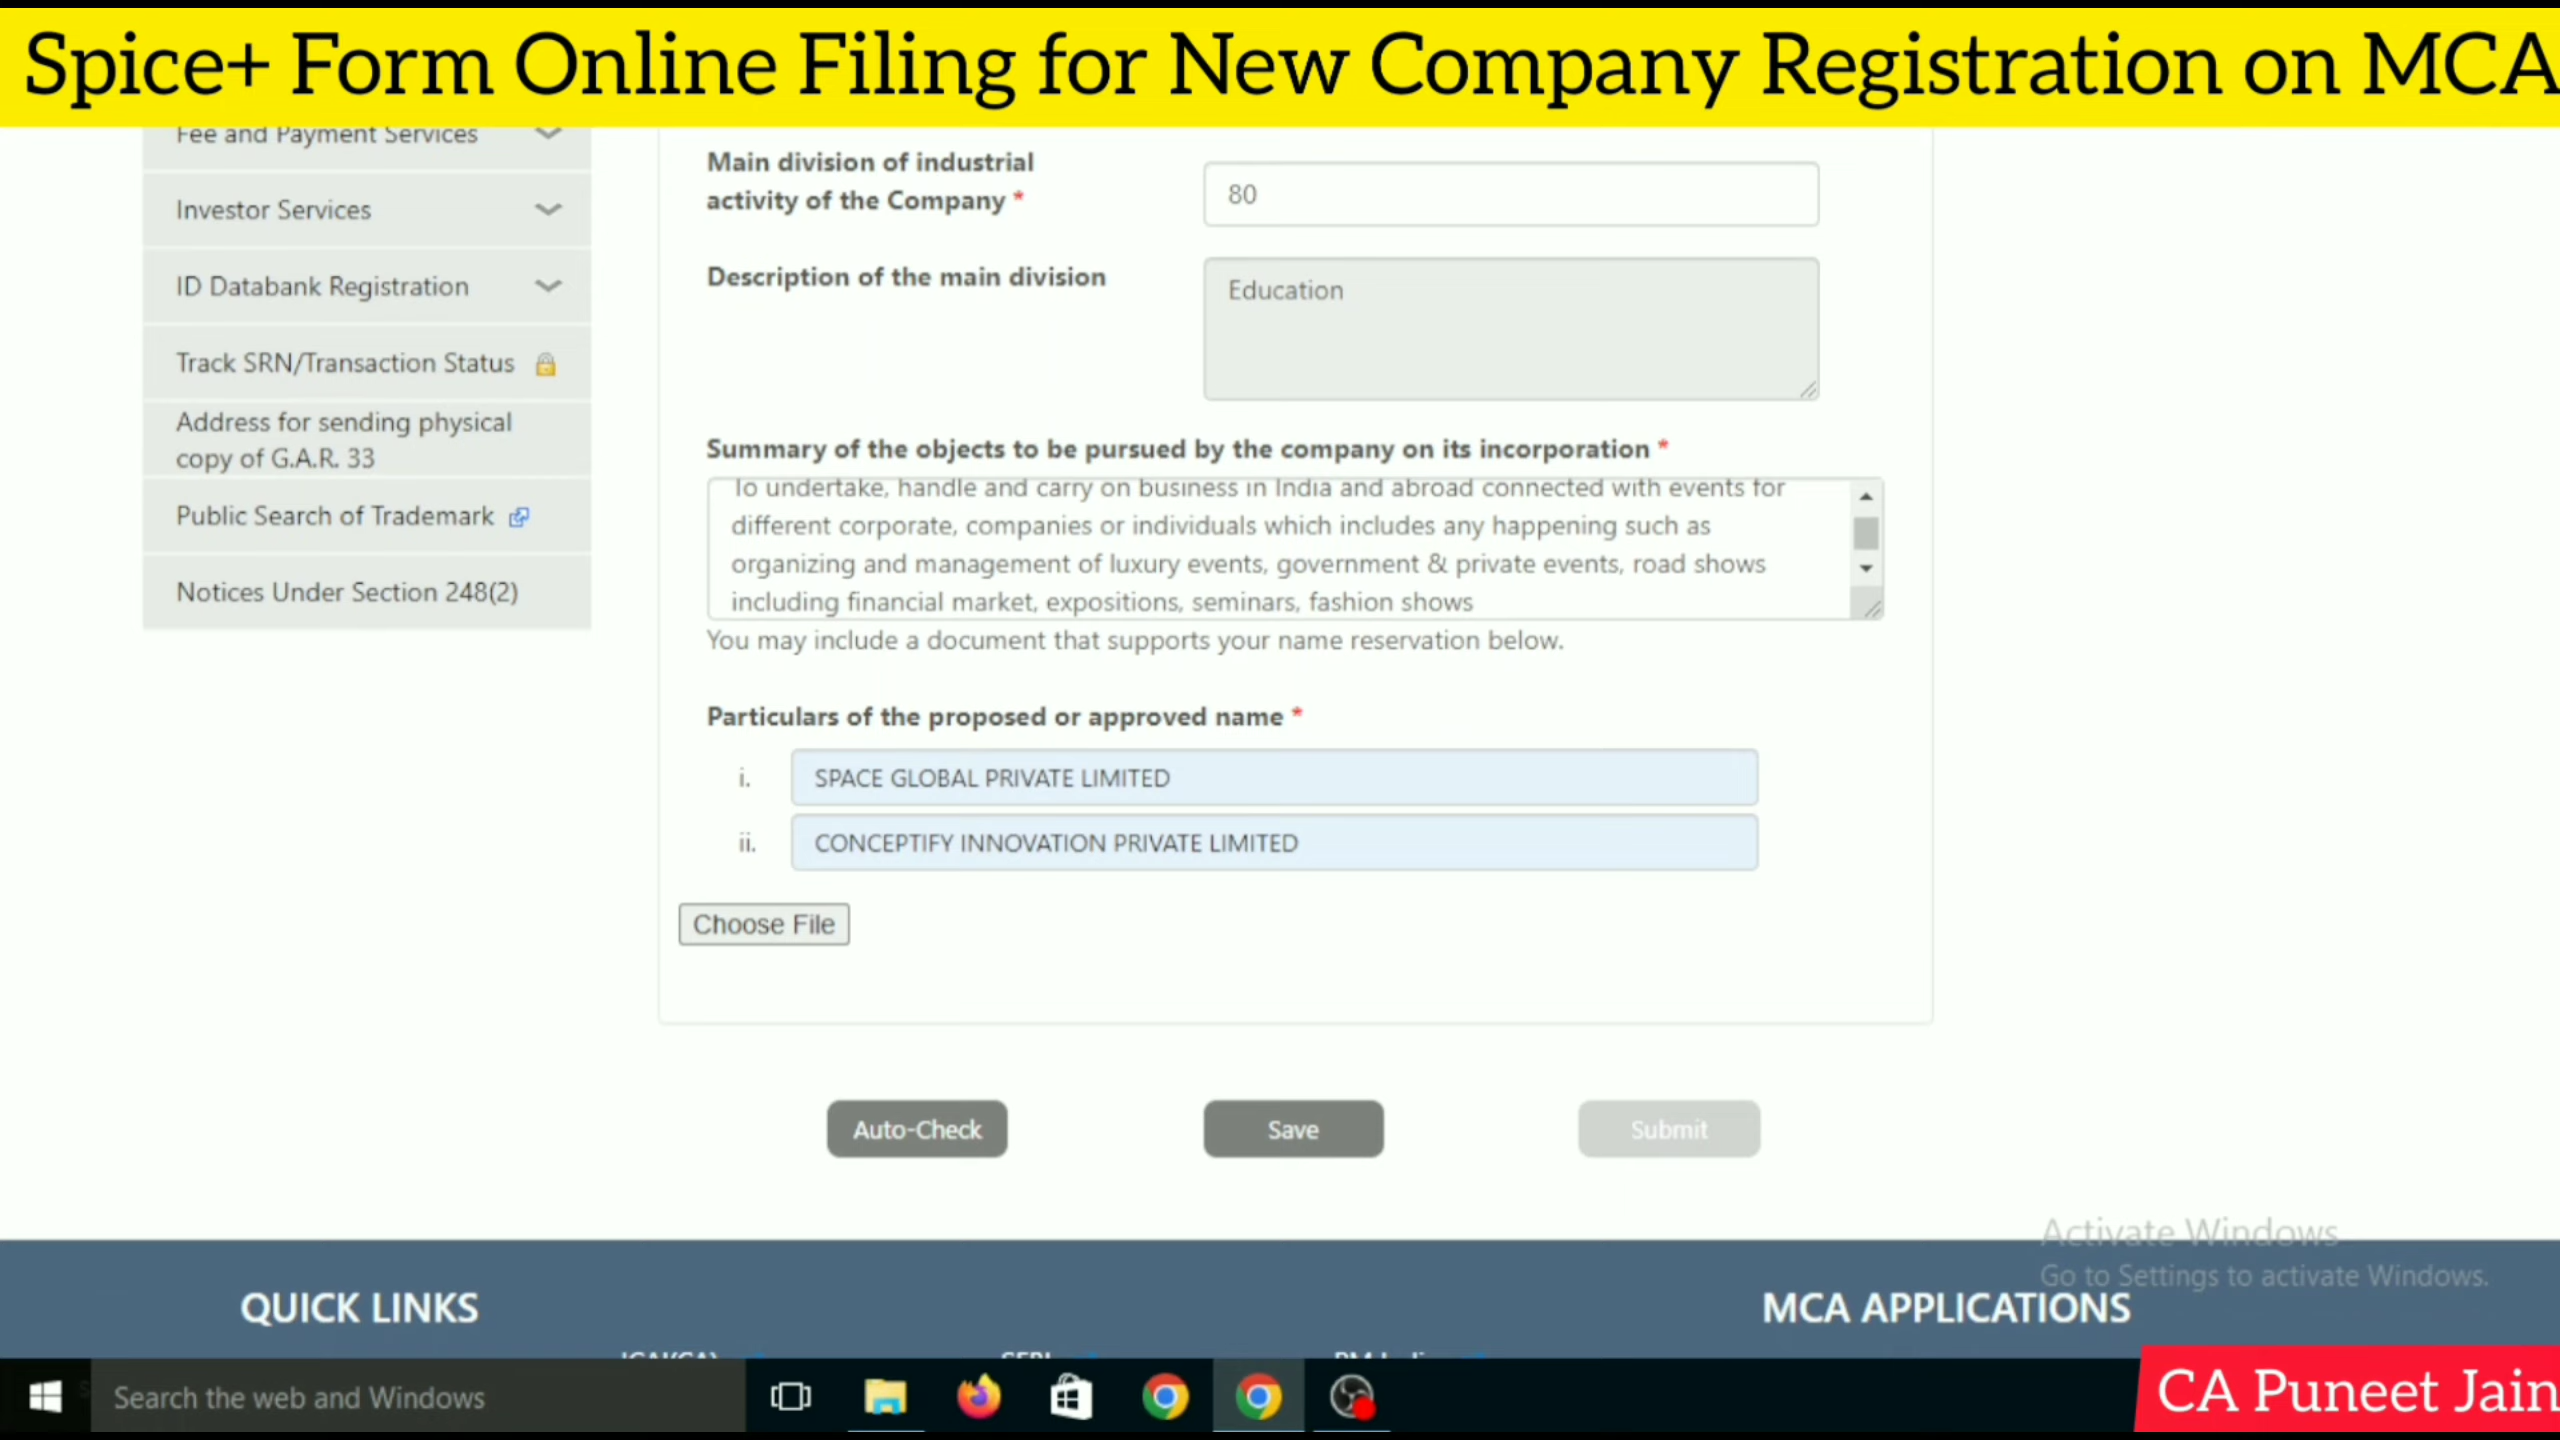 Spice+ Form Online Filing for New Company Registration on MCA
Fee and Payment Services
Investor Services
ID Databank Registration
Track SRN/Transaction Status
Address for sending physical
copy of G.A.R. 33
Public Search of Trademark
Notices Under Section 248(2)
Main division of industrial
activity of the Company *
80
Description of the main division
Education
Summary of the objects to be pursued by the company on its incorporation *
To undertake, handle and carry on business in India and abroad connected with events for
different corporate, companies or individuals which includes any happening such as
organizing and management of luxury events, government & private events, road shows
including financial market, expositions, seminars, fashion shows
You may include a document that supports your name reservation below.
Particulars of the proposed or approved name *
i. SPACE GLOBAL PRIVATE LIMITED
ii. CONCEPTIFY INNOVATION PRIVATE LIMITED
Choose File
Auto-Check
Save
Submit
Activate Windows
Go to Settings to activate Windows.
QUICK LINKS
MCA APPLICATIONS
Search the web and Windows
CA Puneet Jain